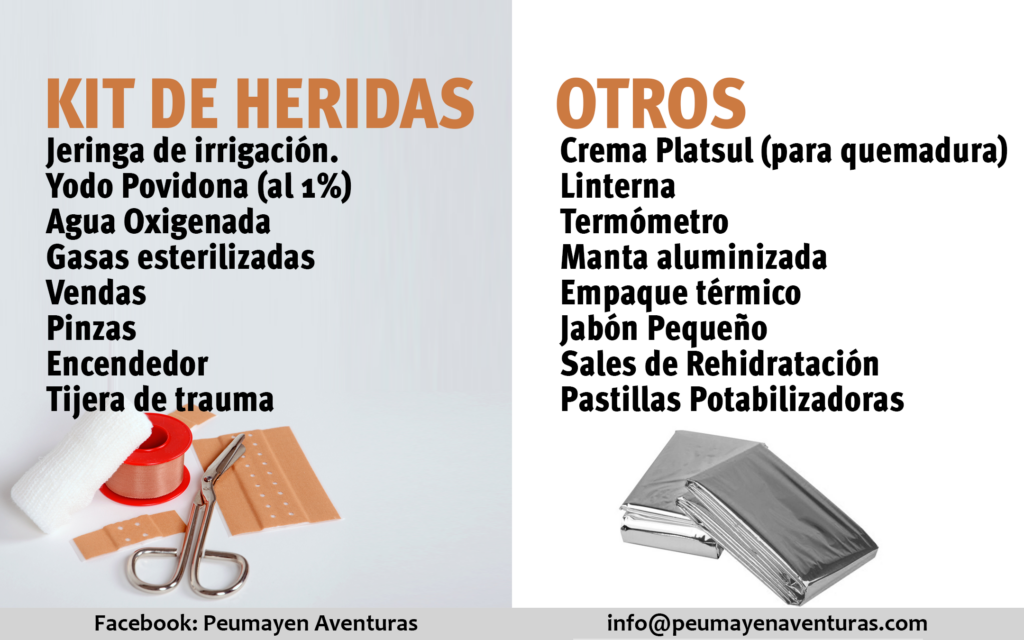 KIT DE HERIDAS
Jeringa de irrigación.
Yodo Povidona (al 1%)
Agua Oxigenada
Gasas esterilizadas
Vendas
Pinzas
Encendedor
Tijera de trauma
OTROS
Crema Platsul (para quemadura)
Linterna
Termómetro
Manta aluminizada
Empaque térmico
Jabón Pequeño
Sales de Rehidratación
Pastillas Potabilizadoras
Facebook: Peumayen Aventuras
info@peumayenaventuras.com